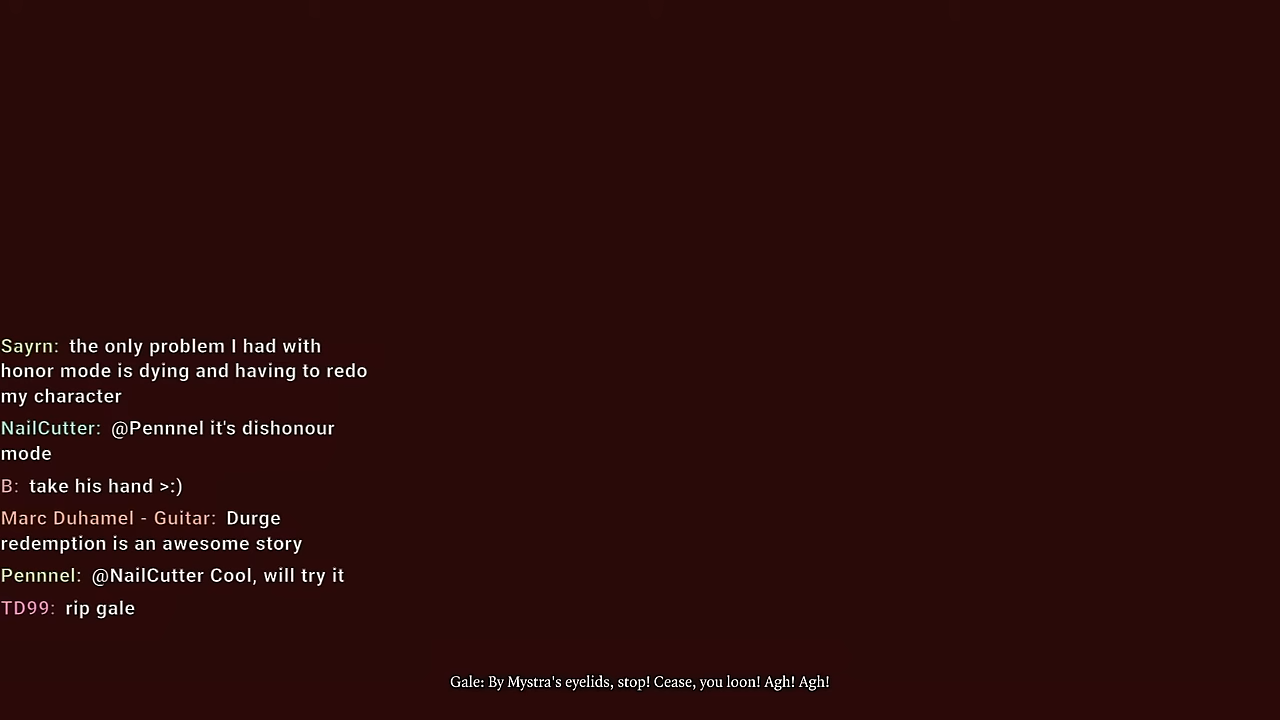 Sayrn: the only problem I had with
honor mode is dying and having to redo
my character
NailCutter: @Pennnel it's dishonour
mode
B: take his hand >:)
Marc Duhamel - Guitar: Durge
redemption is an awesome story
Pennnel: @NailCutter Cool, will try it
TD99: rip gale
Gale: By Mystra's eyelids, stop! Cease, you loon! Agh! Agh!